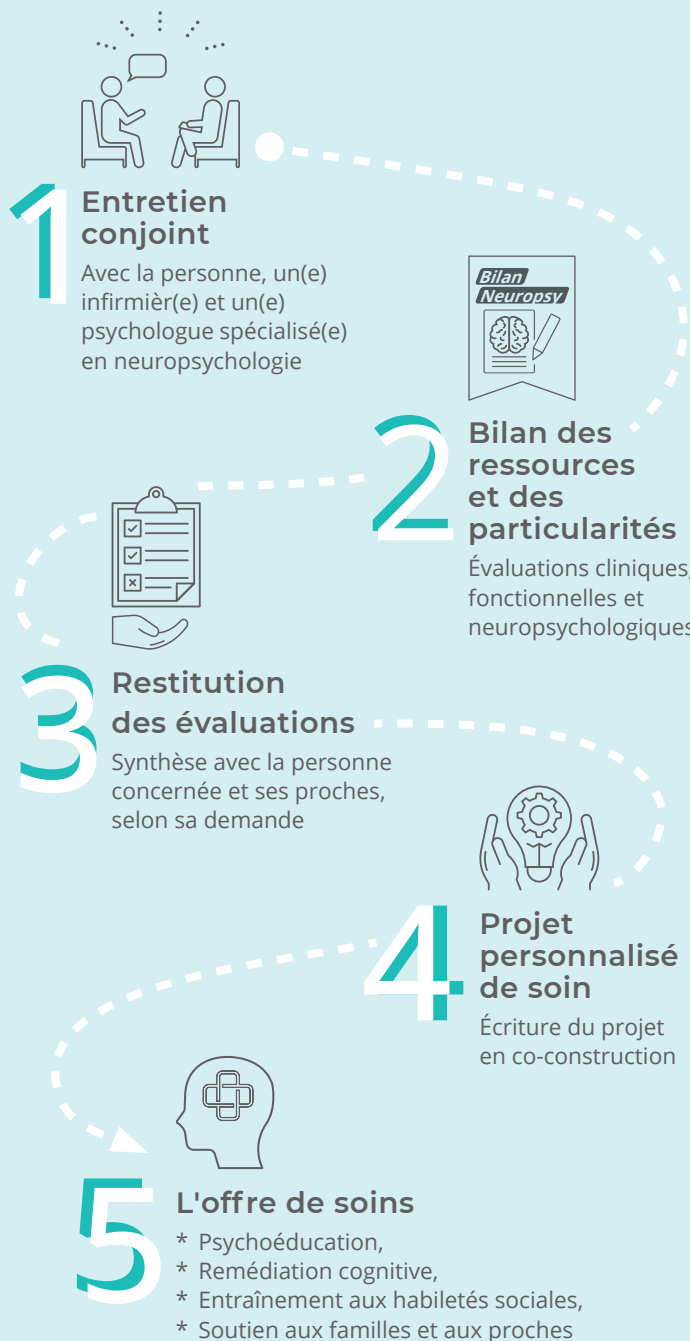 1
Entretien
conjoint
Avec la personne, un(e)
infirmièr(e) et un(e)
psychologue spécialisé(e)
en neuropsychologie
Bilan
Neuropsy
2
Bilan des
ressources
et des
particularités
Évaluations cliniques,
fonctionnelles et
neuropsychologiques
3
Restitution
des évaluations
Synthèse avec la personne
concernée et ses proches,
selon sa demande
4
Projet
personnalisé
de soin
Écriture du projet
en co-construction
5
L'offre de soins
* Psychoéducation,
* Remédiation cognitive,
* Entraînement aux habiletés sociales,
* Soutien aux familles et aux proches